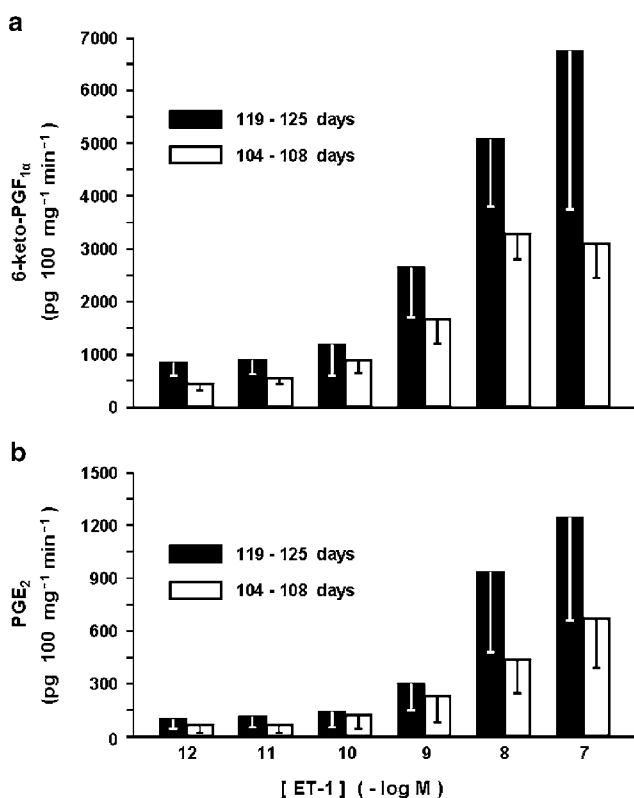 a
6-keto-PGF1α
(pg 100 mg⁻¹ min⁻¹)
7000
6000
5000
4000
3000
2000
1000
0
119 - 125 days
104 - 108 days
b
PGE2
(pg 100 mg⁻¹ min⁻¹)
1500
1200
900
600
300
0
119 - 125 days
104 - 108 days
12 11 10 9 8 7
[ ET-1 ] ( - log M )